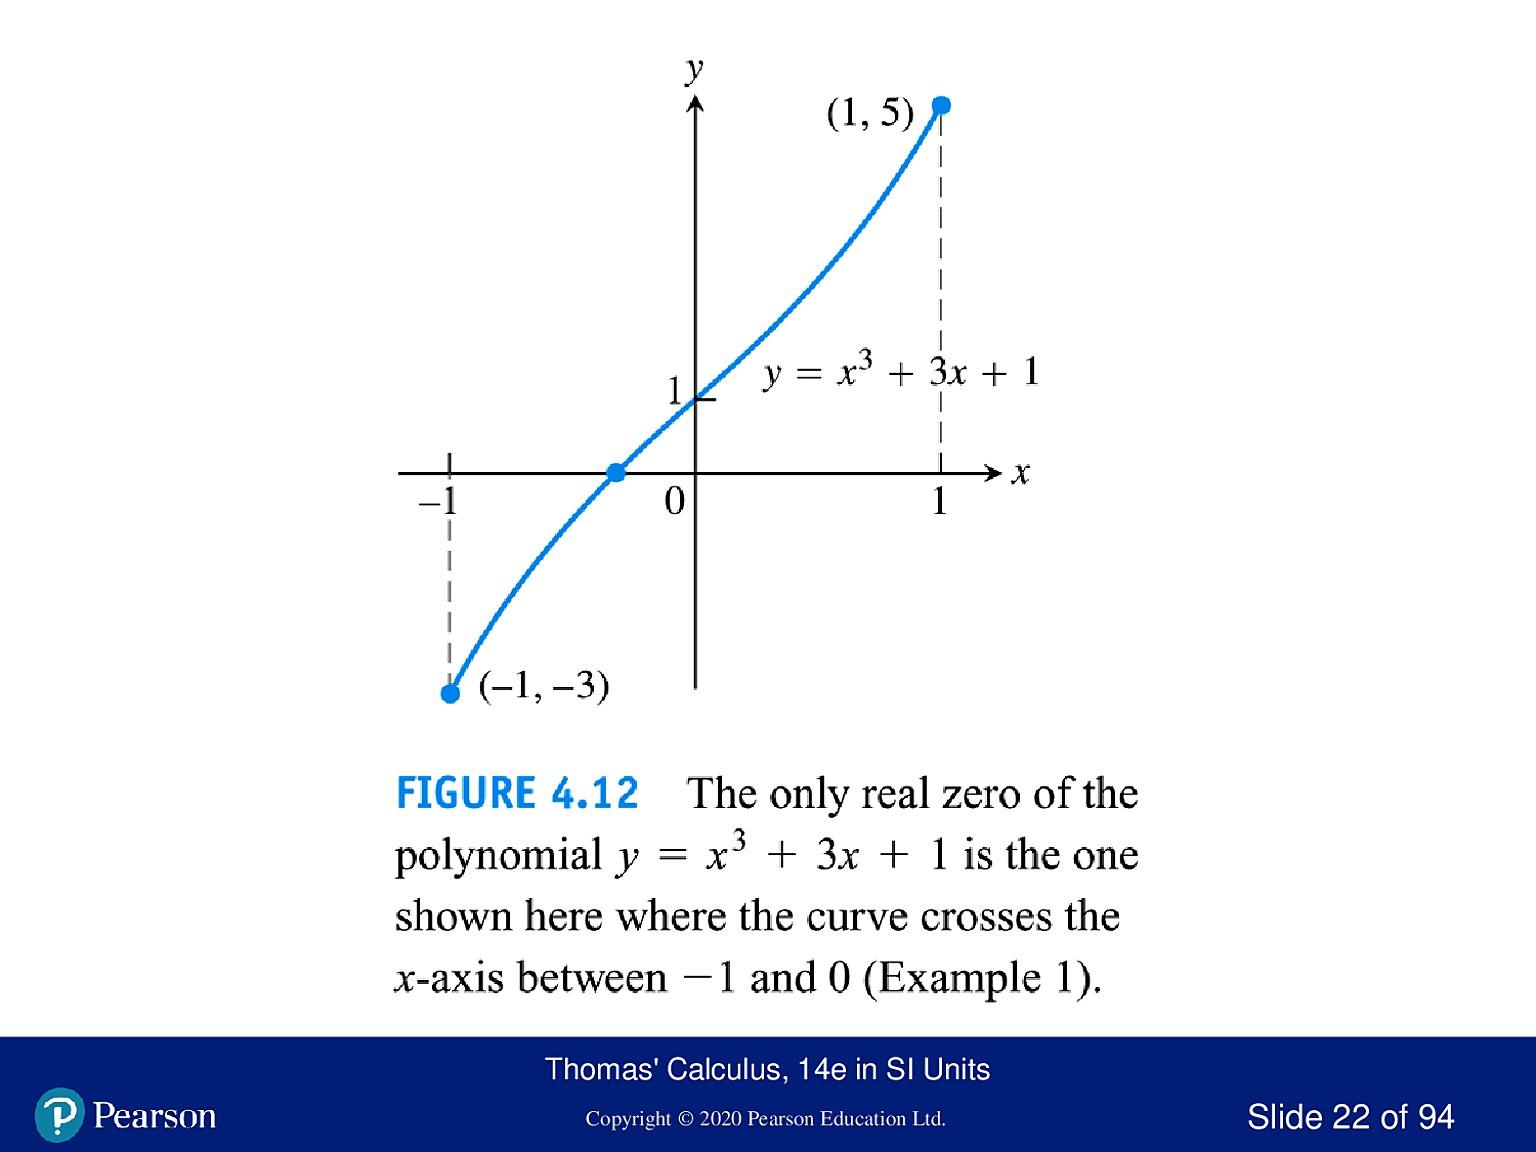 y
(1, 5)
y = x³ + 3x + 1
1
x
–1
0
1
(–1, –3)
FIGURE 4.12 The only real zero of the
polynomial y = x³ + 3x + 1 is the one
shown here where the curve crosses the
x-axis between −1 and 0 (Example 1).
Thomas' Calculus, 14e in SI Units
P Pearson
Copyright © 2020 Pearson Education Ltd.
Slide 22 of 94